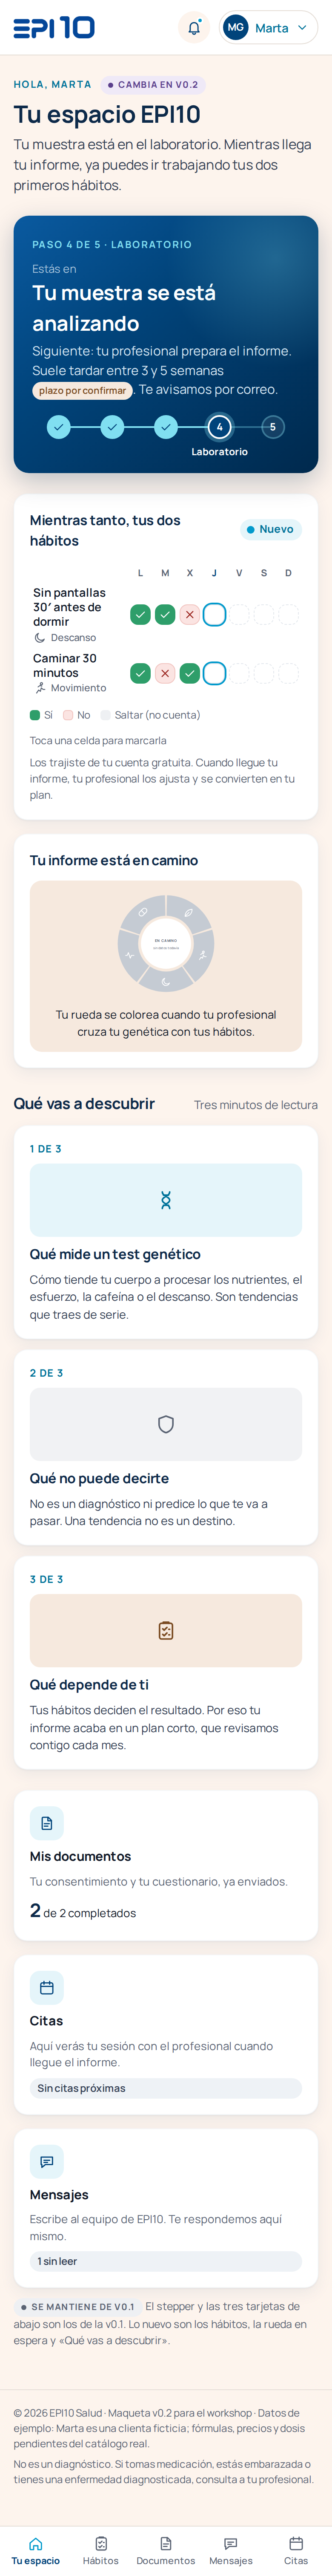 EPI10
MG Marta
HOLA, MARTA CAMBIA EN V0.2
Tu espacio EPI10
Tu muestra está en el laboratorio. Mientras llega
tu informe, ya puedes ir trabajando tus dos
primeros hábitos.
PASO 4 DE 5 · LABORATORIO
Estás en
Tu muestra se está
analizando
Siguiente: tu profesional prepara el informe.
Suele tardar entre 3 y 5 semanas
plazo por confirmar. Te avisamos por correo.
4 5
Laboratorio
Mientras tanto, tus dos
hábitos
Nuevo
L M X J V S D
Sin pantallas
30′ antes de
dormir
Descanso
Caminar 30
minutos
Movimiento
Sí No Saltar (no cuenta)
Toca una celda para marcarla
Los trajiste de tu cuenta gratuita. Cuando llegue tu
informe, tu profesional los ajusta y se convierten en tu
plan.
Tu informe está en camino
EN CAMINO
Tu rueda se colorea cuando tu profesional
cruza tu genética con tus hábitos.
Qué vas a descubrir Tres minutos de lectura
1 DE 3
Qué mide un test genético
Cómo tiende tu cuerpo a procesar los nutrientes, el
esfuerzo, la cafeína o el descanso. Son tendencias
que traes de serie.
2 DE 3
Qué no puede decirte
No es un diagnóstico ni predice lo que te va a
pasar. Una tendencia no es un destino.
3 DE 3
Qué depende de ti
Tus hábitos deciden el resultado. Por eso tu
informe acaba en un plan corto, que revisamos
contigo cada mes.
Mis documentos
Tu consentimiento y tu cuestionario, ya enviados.
2 de 2 completados
Citas
Aquí verás tu sesión con el profesional cuando
llegue el informe.
Sin citas próximas
Mensajes
Escribe al equipo de EPI10. Te respondemos aquí
mismo.
1 sin leer
SE MANTIENE DE V0.1 El stepper y las tres tarjetas de
abajo son los de la v0.1. Lo nuevo son los hábitos, la rueda en
espera y «Qué vas a descubrir».
© 2026 EPI10 Salud · Maqueta v0.2 para el workshop · Datos de
ejemplo: Marta es una clienta ficticia; fórmulas, precios y dosis
pendientes del catálogo real.
No es un diagnóstico. Si tomas medicación, estás embarazada o
tienes una enfermedad diagnosticada, consulta a tu profesional.
Tu espacio Hábitos Documentos Mensajes Citas